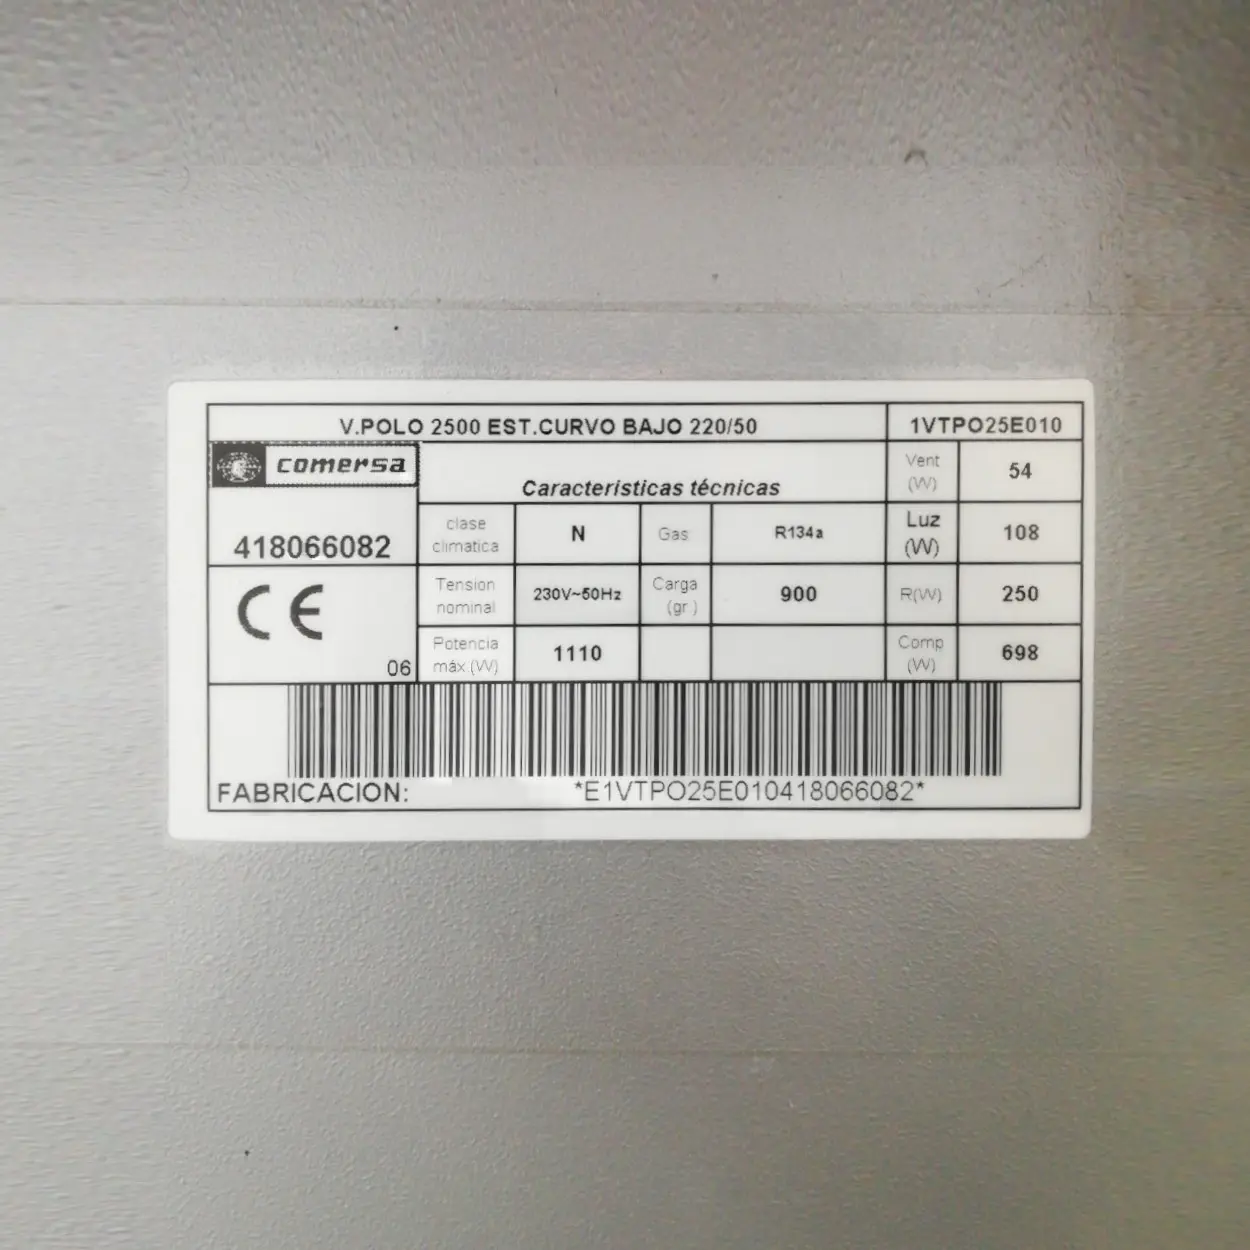 V.POLO 2500 EST.CURVO BAJO 220/50 1VTPO25E010
comersa
Caracteristicas técnicas
Vent (W) 54
418066082
clase climatica N Gas R134a Luz (W) 108
CE
Tension nominal 230V~50Hz Carga (gr.) 900 R(W) 250
06
Potencia máx.(W) 1110 Comp (W) 698
FABRICACION: *E1VTPO25E010418066082*